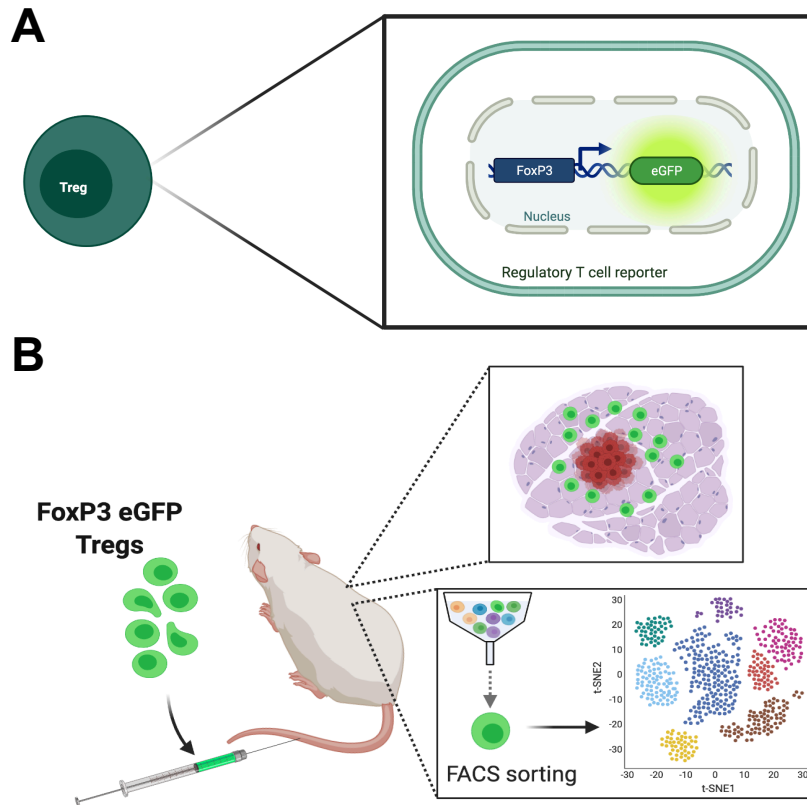 A
Treg
FoxP3
eGFP
Nucleus
Regulatory T cell reporter
B
FoxP3 eGFP
Tregs
FACS sorting
t-SNE2
30
20
10
0
-10
-20
-30
-30
-20
-10
0
10
20
30
t-SNE1